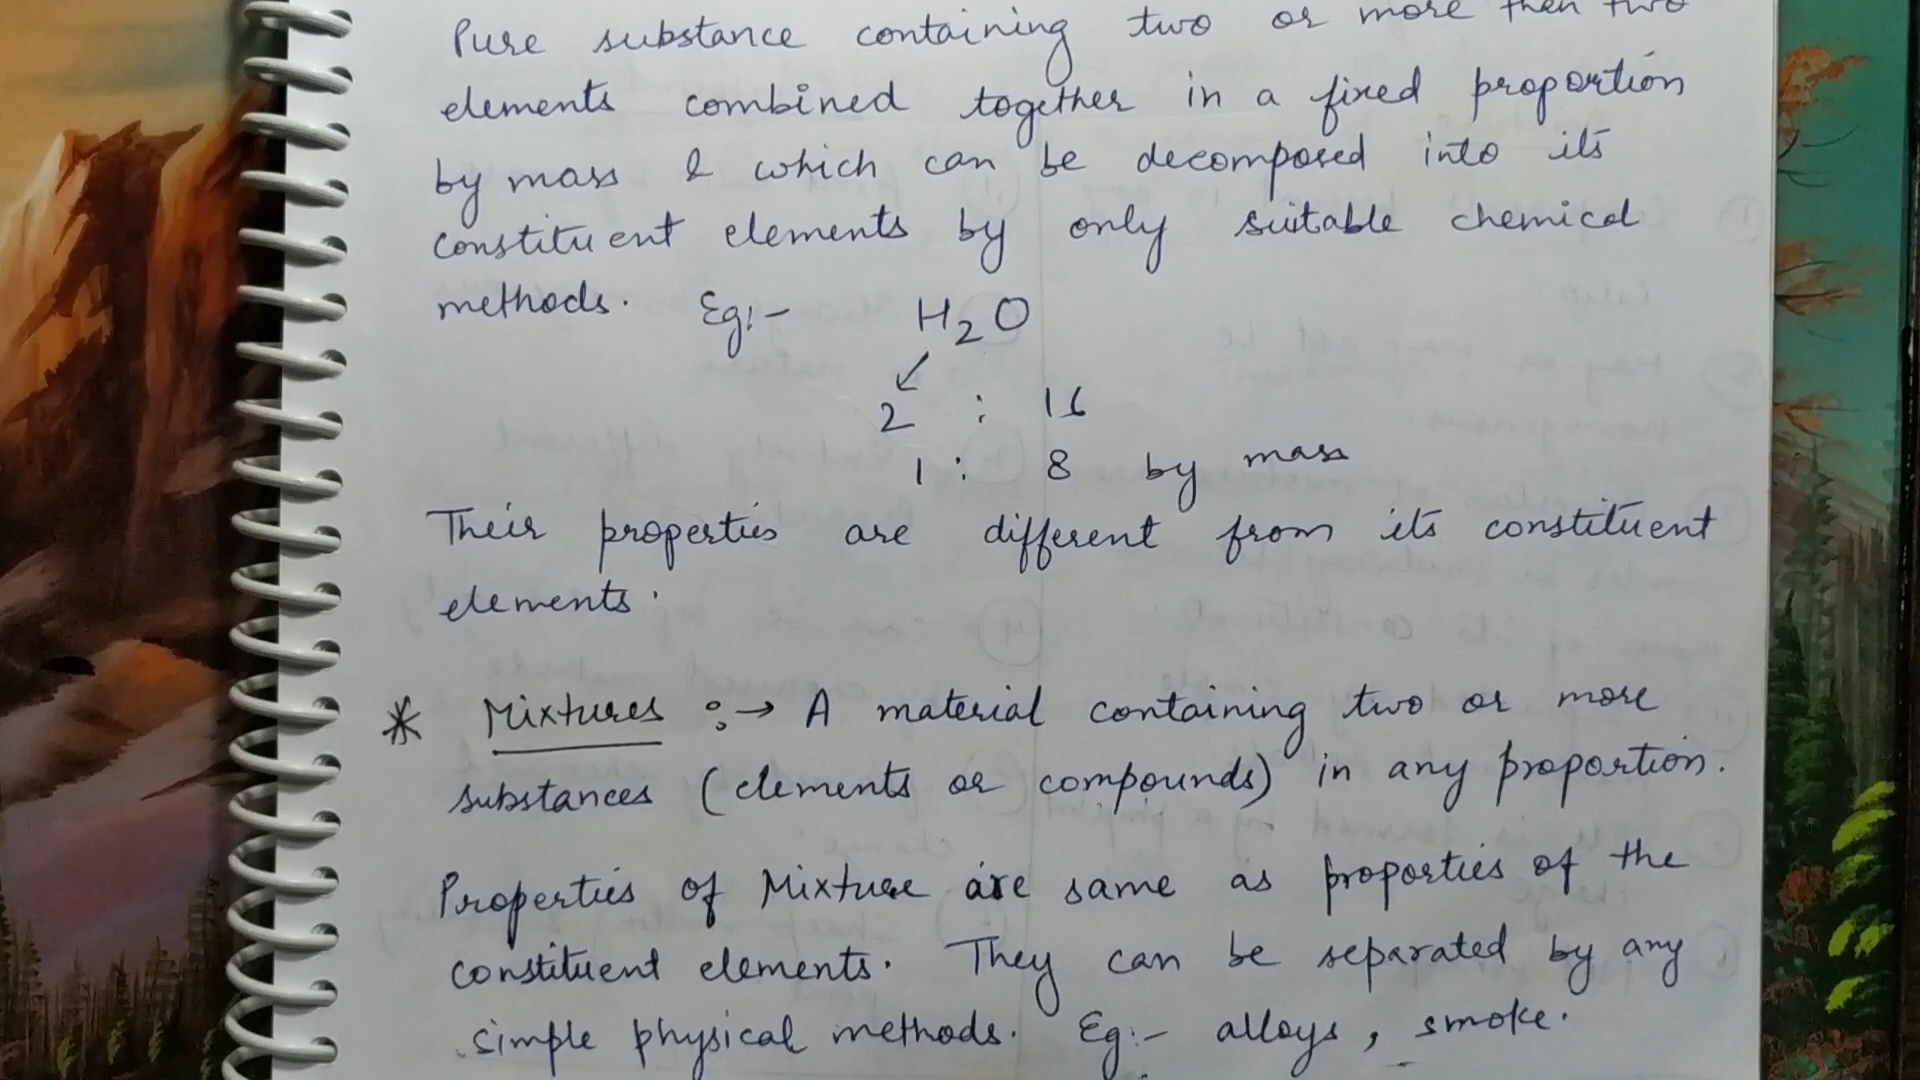 Pure substance containing two or more then two
elements combined together in a fixed proportion
by mass & which can be decomposed into its
constituent elements by only suitable chemical
methods. Eg:- H₂O
↙
2 : 16
1 : 8 by mass
Their properties are different from its constituent
elements.
* Mixtures :→ A material containing two or more
substances (elements or compounds) in any proportion.
Properties of Mixture are same as properties of the
constituent elements. They can be separated by any
simple physical methods. Eg:- alloys, smoke.